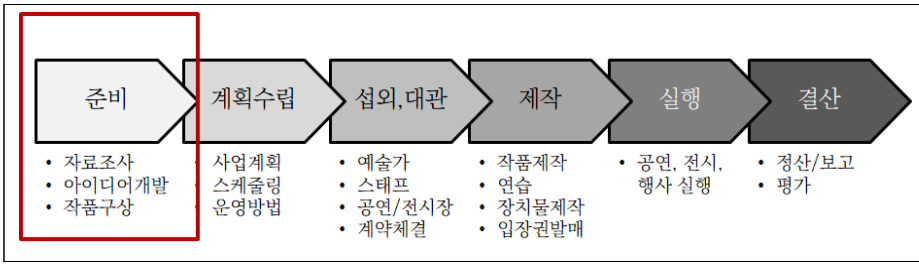 준비
계획수립
섭외,대관
제작
실행
결산
• 자료조사
• 아이디어개발
• 작품구상
• 사업계획
• 스케줄링
• 운영방법
• 예술가
• 스태프
• 공연/전시장
• 계약체결
• 작품제작
• 연습
• 장치물제작
• 입장권발매
• 공연, 전시,
행사 실행
• 정산/보고
• 평가